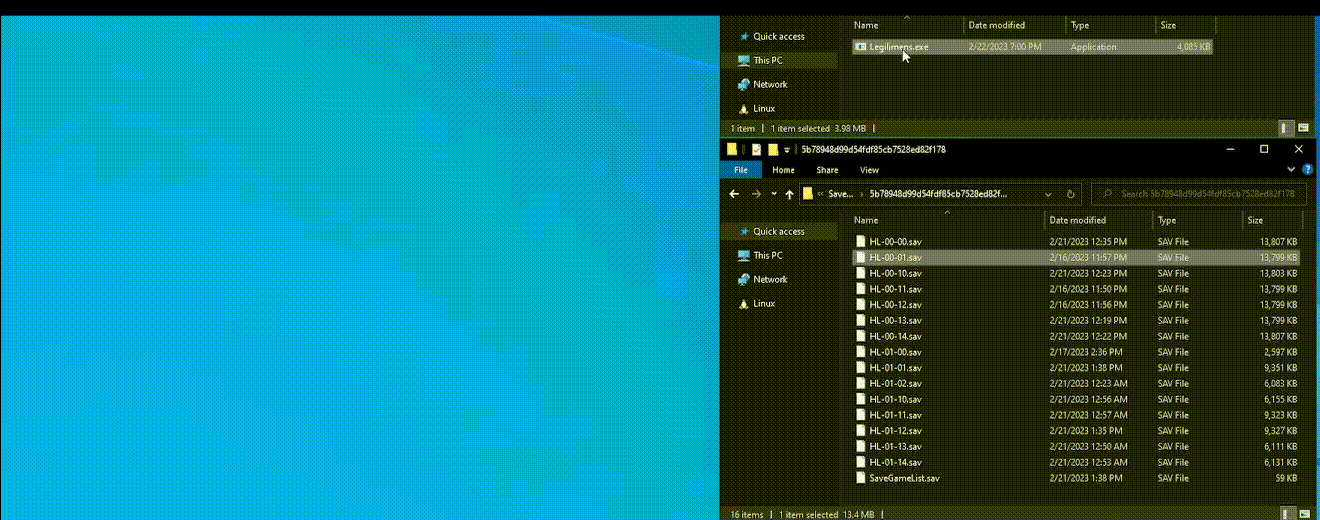 Name Date modified Type Size
Quick access
Legilimens.exe 2/22/2023 7:00 PM Application 4,085 KB
This PC
Network
Linux
1 item 1 item selected 3.98 MB
5b78948d99d54fdf85cb7528ed82f178
File Home Share View
Save... 5b78948d99d54fdf85cb7528ed82f... Search 5b78948d99d54fdf85cb7528ed82f178
Name Date modified Type Size
Quick access
This PC
Network
Linux
HL-00-00.sav 2/21/2023 12:35 PM SAV File 13,807 KB
HL-00-01.sav 2/16/2023 11:57 PM SAV File 13,799 KB
HL-00-10.sav 2/21/2023 12:23 PM SAV File 13,803 KB
HL-00-11.sav 2/16/2023 11:50 PM SAV File 13,799 KB
HL-00-12.sav 2/16/2023 11:56 PM SAV File 13,799 KB
HL-00-13.sav 2/21/2023 12:19 PM SAV File 13,799 KB
HL-00-14.sav 2/21/2023 12:22 PM SAV File 13,807 KB
HL-01-00.sav 2/17/2023 2:36 PM SAV File 2,597 KB
HL-01-01.sav 2/21/2023 1:38 PM SAV File 9,351 KB
HL-01-02.sav 2/21/2023 12:23 AM SAV File 6,083 KB
HL-01-10.sav 2/21/2023 12:56 AM SAV File 6,155 KB
HL-01-11.sav 2/21/2023 12:57 AM SAV File 9,323 KB
HL-01-12.sav 2/21/2023 1:35 PM SAV File 9,327 KB
HL-01-13.sav 2/21/2023 12:50 AM SAV File 6,111 KB
HL-01-14.sav 2/21/2023 12:53 AM SAV File 6,131 KB
SaveGameList.sav 2/21/2023 1:38 PM SAV File 59 KB
16 items 1 item selected 13.4 MB